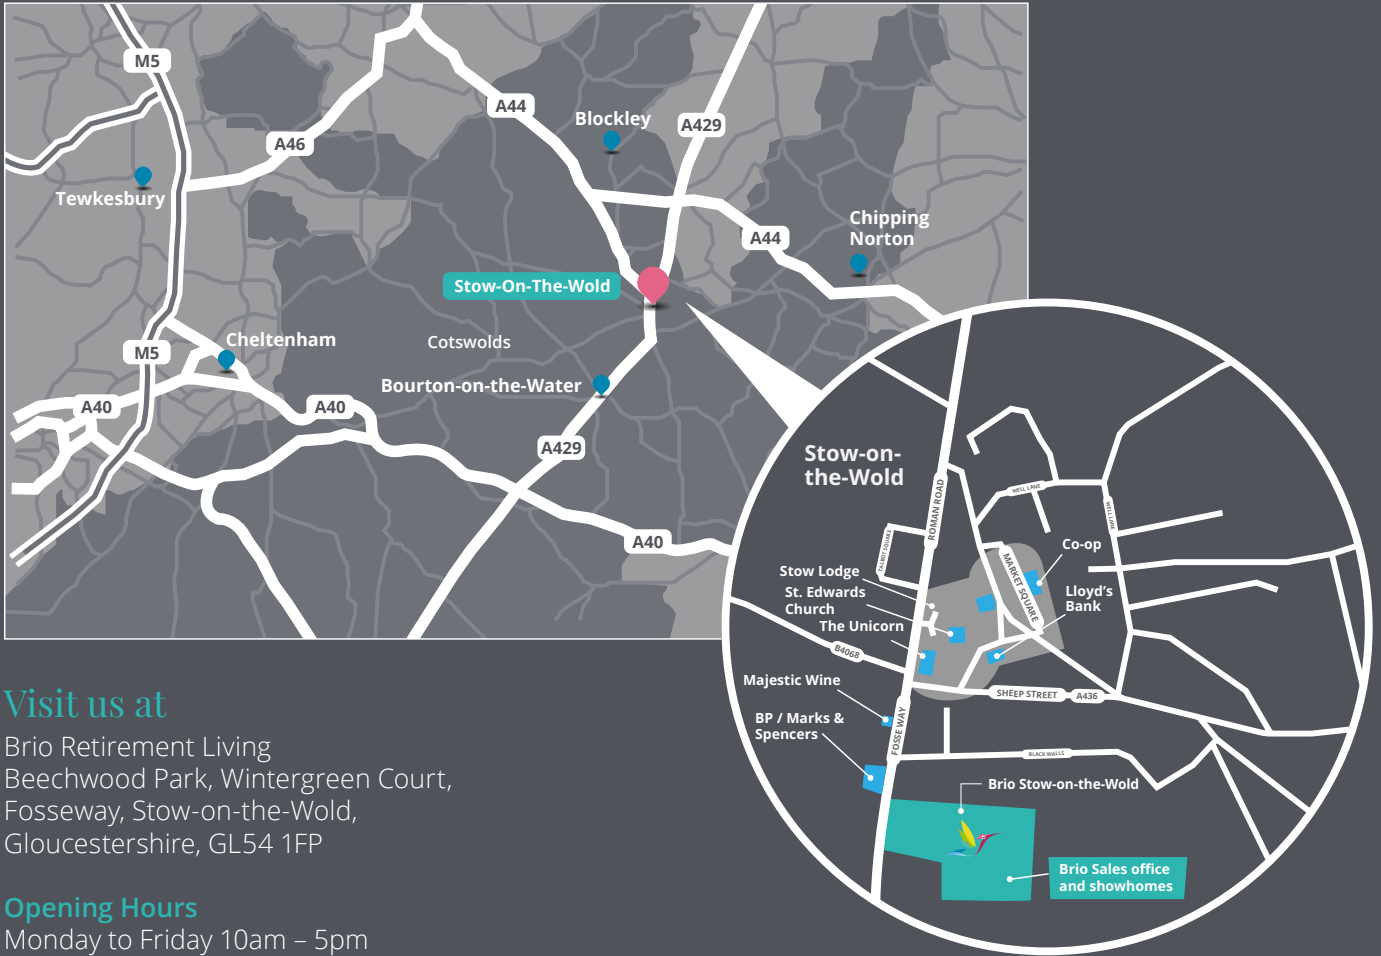 M5
A44
Blockley
A429
A46
Tewkesbury
Chipping
Norton
A44
Stow-On-The-Wold
Cheltenham
Cotswolds
M5
Bourton-on-the-Water
A40
A40
A429
A40
Stow-on-
the-Wold
ROMAN ROAD
WELL LANE
WELL LANE
TALBOT SQUARE
MARKET SQUARE
Co-op
Stow Lodge
St. Edwards
Church
Lloyd's
Bank
The Unicorn
B4068
Majestic Wine
SHEEP STREET
A436
BP / Marks &
Spencers
FOSSE WAY
BLACK WALLS
Brio Stow-on-the-Wold
Brio Sales office
and showhomes
Visit us at
Brio Retirement Living
Beechwood Park, Wintergreen Court,
Fosseway, Stow-on-the-Wold,
Gloucestershire, GL54 1FP
Opening Hours
Monday to Friday 10am – 5pm